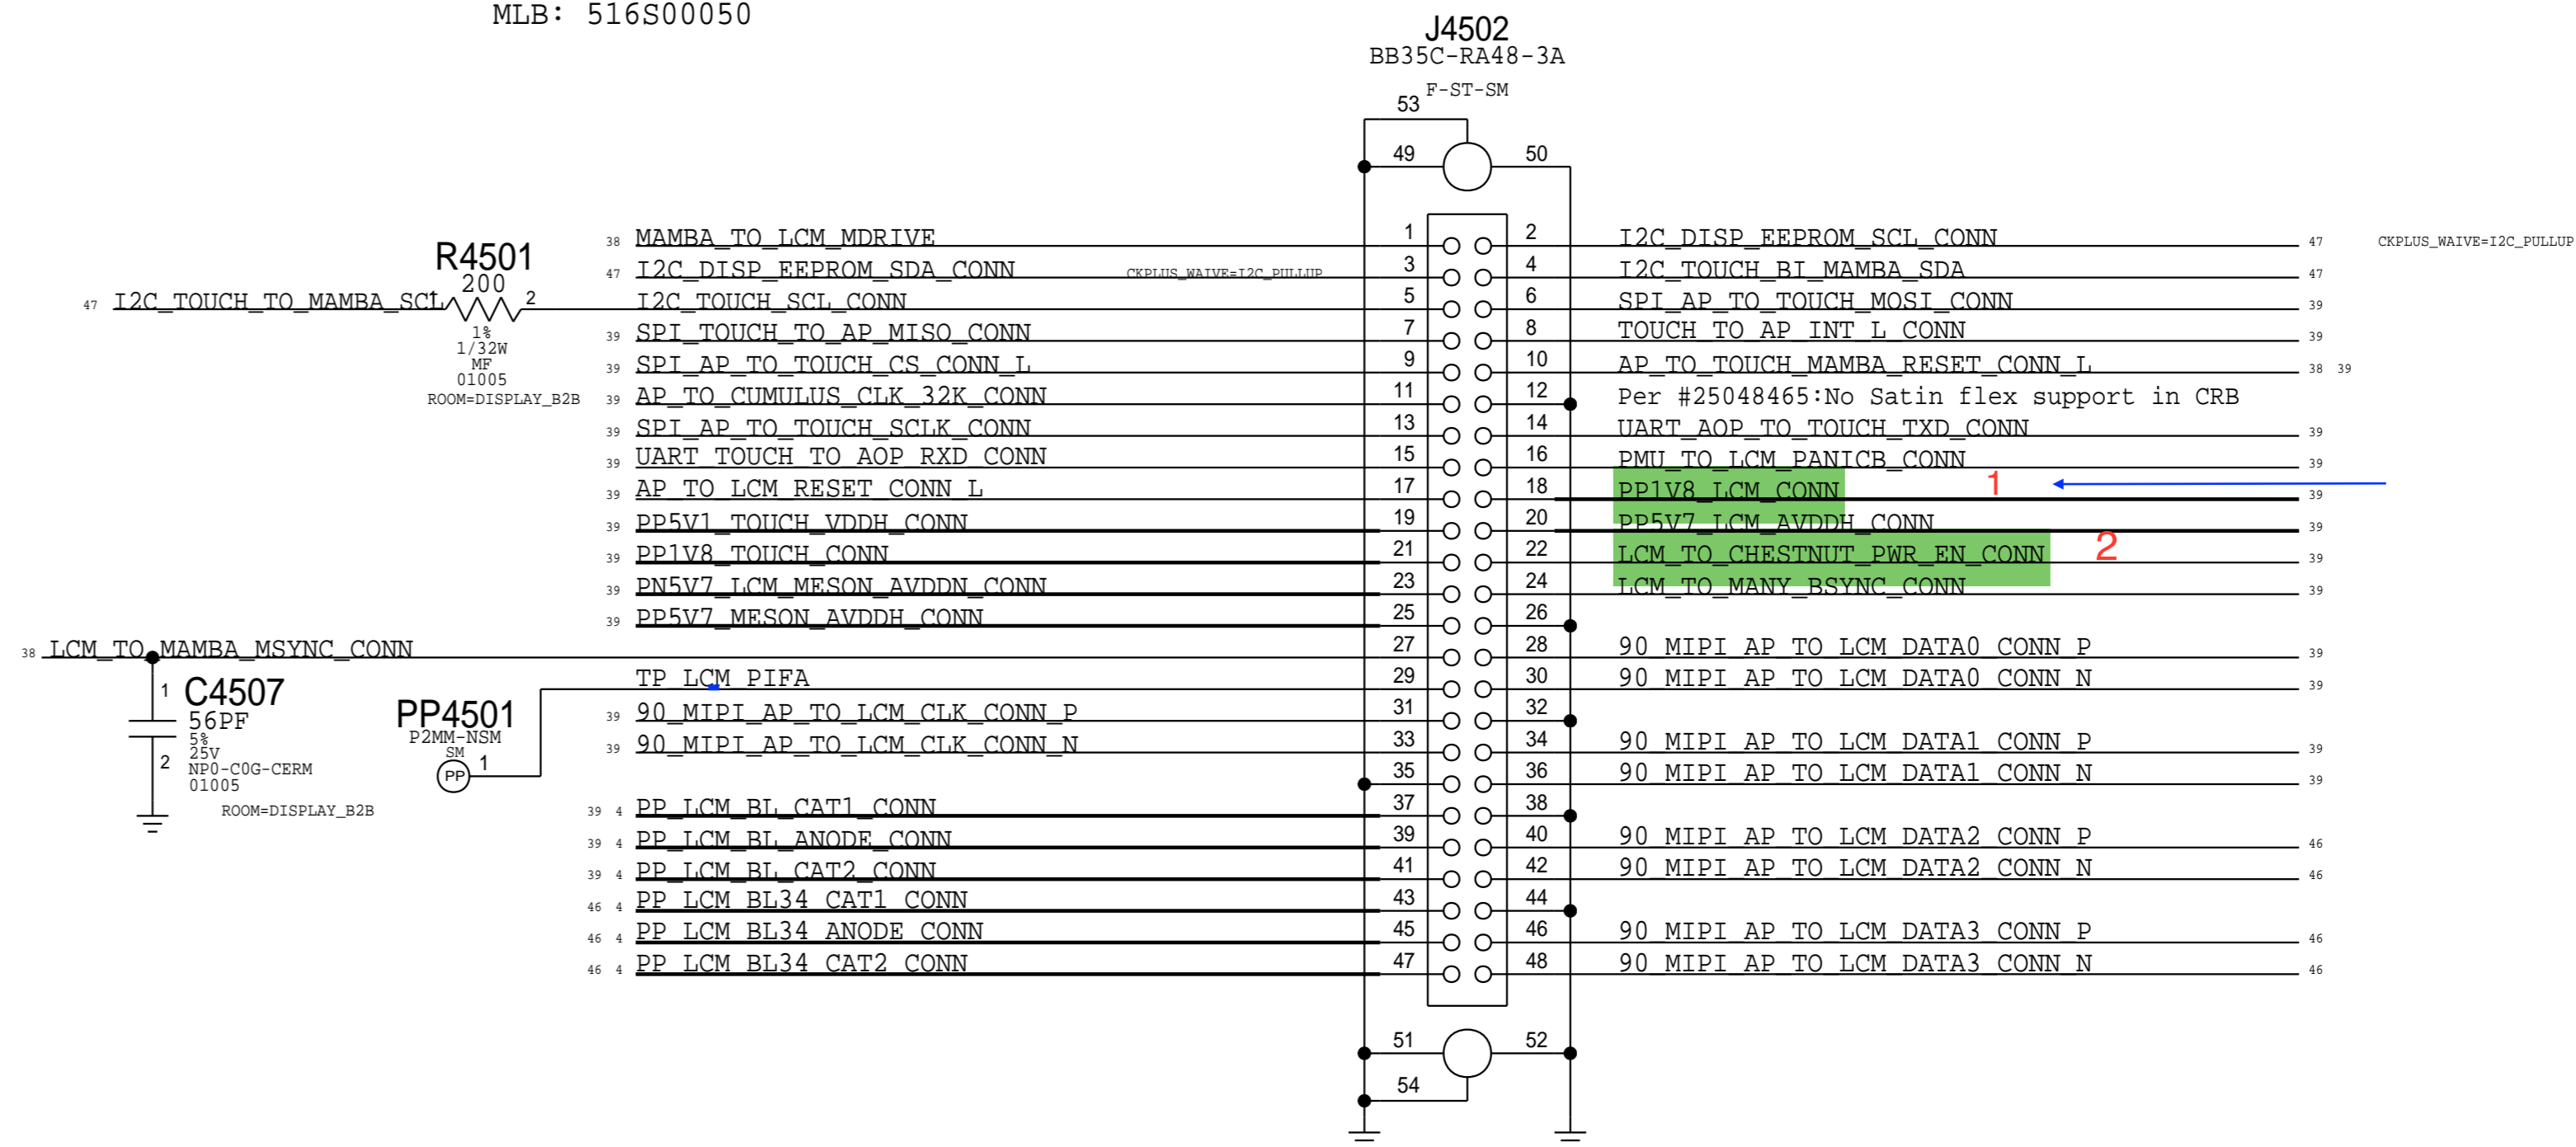 MLB: 516S00050
J4502
BB35C-RA48-3A
F-ST-SM
53
49 50
38 MAMBA_TO_LCM_MDRIVE 1 2 I2C_DISP_EEPROM_SCL_CONN 47 CKPLUS_WAIVE=I2C_PULLUP
47 I2C_DISP_EEPROM_SDA_CONN CKPLUS_WAIVE=I2C_PULLUP 3 4 I2C_TOUCH_BI_MAMBA_SDA 47
R4501
200
47 I2C_TOUCH_TO_MAMBA_SCL 1 2 I2C_TOUCH_SCL_CONN 5 6 SPI_AP_TO_TOUCH_MOSI_CONN 39
1%
1/32W
MF
01005
ROOM=DISPLAY_B2B
39 SPI_TOUCH_TO_AP_MISO_CONN 7 8 TOUCH_TO_AP_INT_L_CONN 39
39 SPI_AP_TO_TOUCH_CS_CONN_L 9 10 AP_TO_TOUCH_MAMBA_RESET_CONN_L 38 39
39 AP_TO_CUMULUS_CLK_32K_CONN 11 12 Per #25048465:No Satin flex support in CRB
39 SPI_AP_TO_TOUCH_SCLK_CONN 13 14 UART_AOP_TO_TOUCH_TXD_CONN 39
39 UART_TOUCH_TO_AOP_RXD_CONN 15 16 PMU_TO_LCM_PANICB_CONN 39
39 AP_TO_LCM_RESET_CONN_L 17 18 PP1V8_LCM_CONN 1 39
39 PP5V1_TOUCH_VDDH_CONN 19 20 PP5V7_LCM_AVDDH_CONN 39
39 PP1V8_TOUCH_CONN 21 22 LCM_TO_CHESTNUT_PWR_EN_CONN 2 39
39 PN5V7_LCM_MESON_AVDDN_CONN 23 24 LCM_TO_MANY_BSYNC_CONN 39
39 PP5V7_MESON_AVDDH_CONN 25 26
38 LCM_TO_MAMBA_MSYNC_CONN 27 28 90_MIPI_AP_TO_LCM_DATA0_CONN_P 39
TP_LCM_PIFA 29 30 90_MIPI_AP_TO_LCM_DATA0_CONN_N 39
1 C4507
56PF
5%
25V
2 NP0-C0G-CERM
01005
ROOM=DISPLAY_B2B
PP4501
P2MM-NSM
SM
PP 1
39 90_MIPI_AP_TO_LCM_CLK_CONN_P 31 32
39 90_MIPI_AP_TO_LCM_CLK_CONN_N 33 34 90_MIPI_AP_TO_LCM_DATA1_CONN_P 39
35 36 90_MIPI_AP_TO_LCM_DATA1_CONN_N 39
39 4 PP_LCM_BL_CAT1_CONN 37 38
39 4 PP_LCM_BL_ANODE_CONN 39 40 90_MIPI_AP_TO_LCM_DATA2_CONN_P 46
39 4 PP_LCM_BL_CAT2_CONN 41 42 90_MIPI_AP_TO_LCM_DATA2_CONN_N 46
46 4 PP_LCM_BL34_CAT1_CONN 43 44
46 4 PP_LCM_BL34_ANODE_CONN 45 46 90_MIPI_AP_TO_LCM_DATA3_CONN_P 46
46 4 PP_LCM_BL34_CAT2_CONN 47 48 90_MIPI_AP_TO_LCM_DATA3_CONN_N 46
51 52
54